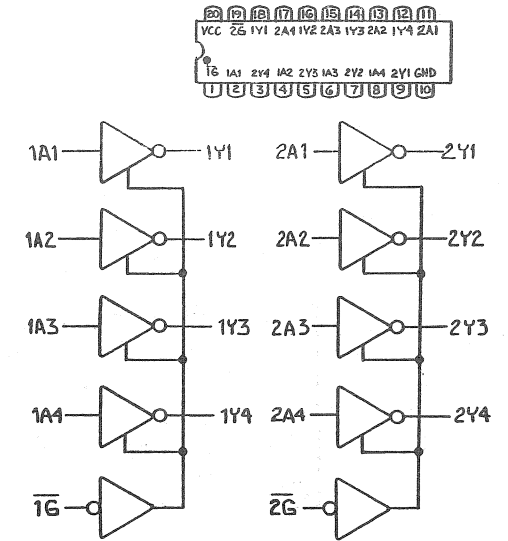 20 19 18 17 16 15 14 13 12 11
VCC 2G̅ 1Y1 2A4 1Y2 2A3 1Y3 2A2 1Y4 2A1
1G̅ 1A1 2Y4 1A2 2Y3 1A3 2Y2 1A4 2Y1 GND
1 2 3 4 5 6 7 8 9 10
1A1 1Y1 2A1 2Y1
1A2 1Y2 2A2 2Y2
1A3 1Y3 2A3 2Y3
1A4 1Y4 2A4 2Y4
1G̅ 2G̅